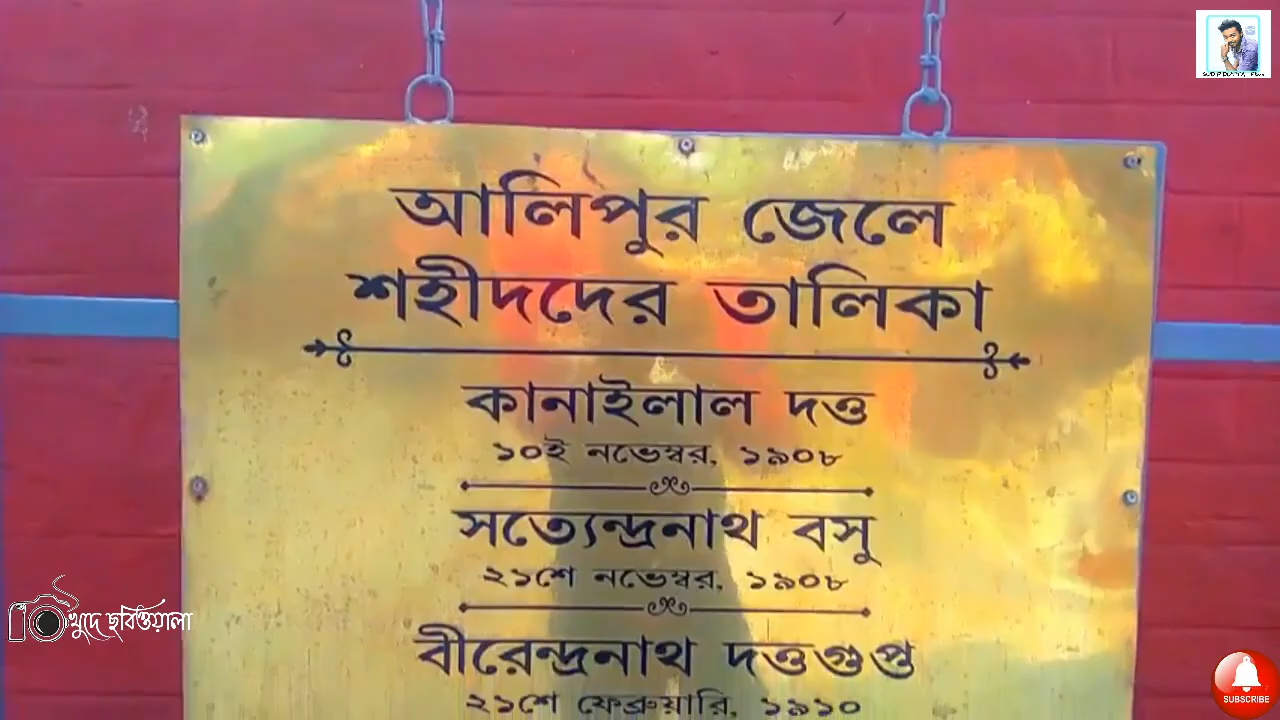 আলিপুর জেলে
শহীদদের তালিকা
কানাইলাল দত্ত
১০ই নভেম্বর, ১৯০৮
সত্যেন্দ্রনাথ বসু
২১শে নভেম্বর, ১৯০৮
বীরেন্দ্রনাথ দত্তগুপ্ত
২১শে ফেব্রুয়ারি, ১৯১০
খুদে ছবিওয়ালা
SUBSCRIBE